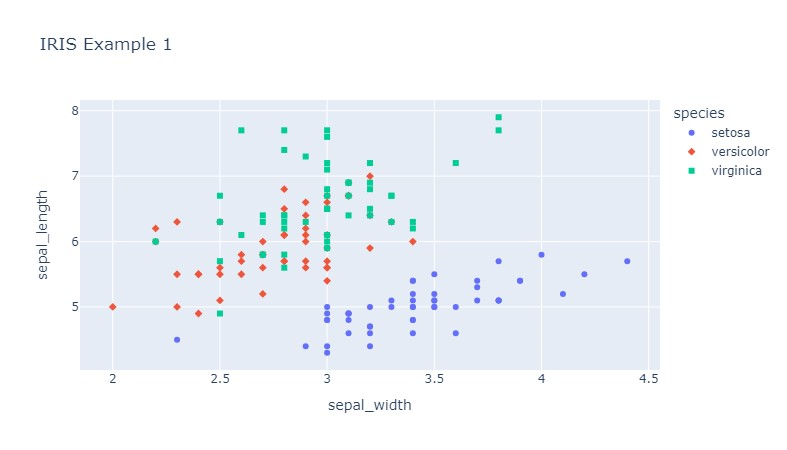 IRIS Example 1
species
setosa
versicolor
virginica
sepal_length
8
7
6
5
2
2.5
3
3.5
4
4.5
sepal_width